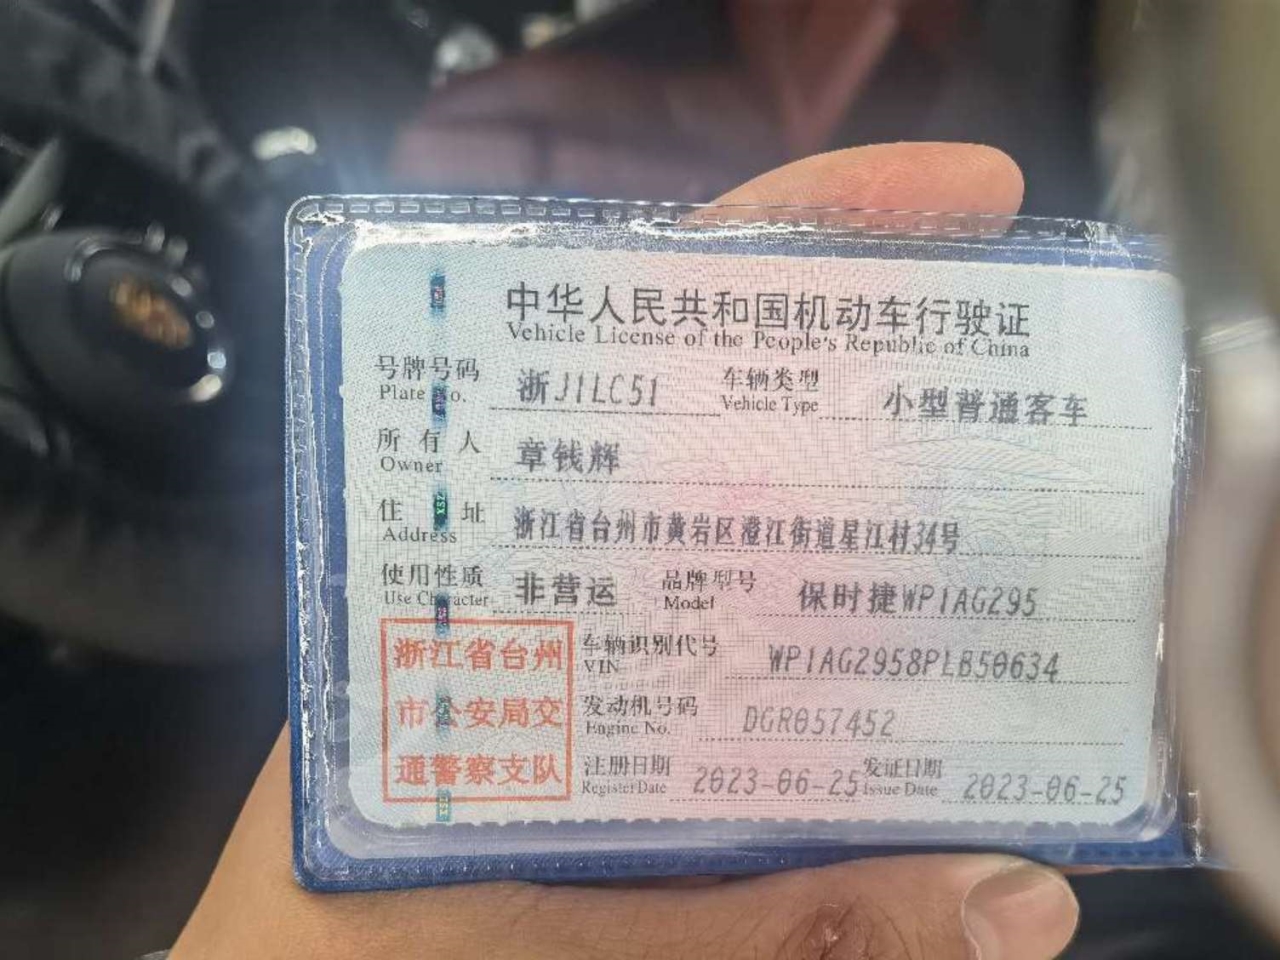 中华人民共和国机动车行驶证
Vehicle License of the People's Republic of China
号牌号码 浙J1LC51 车辆类型 小型普通客车
Plate No. Vehicle Type
所有人 章钱辉
Owner
住址 浙江省台州市黄岩区澄江街道星江村34号
Address
使用性质 非营运 品牌型号 保时捷WP1AG295
Use Character Model
浙江省台州 车辆识别代号 WP1AG2958PLB50634
VIN
市公安局交 发动机号码 DGR057452
Engine No.
通警察支队 注册日期 2023-06-25 发证日期 2023-06-25
Register Date Issue Date